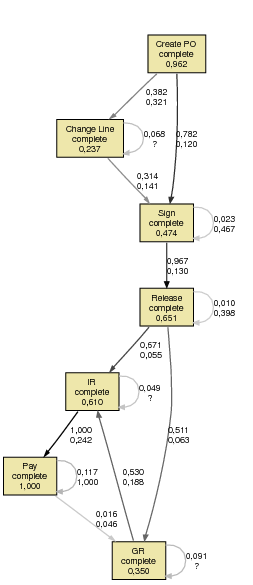 Create PO
complete
0,962
0,382
0,321
Change Line
complete
0,237
0,068
?
0,782
0,120
0,314
0,141
Sign
complete
0,474
0,023
0,467
0,967
0,130
Release
complete
0,651
0,010
0,398
0,571
0,055
IR
complete
0,610
0,049
?
0,511
0,063
1,000
0,242
Pay
complete
1,000
0,117
1,000
0,530
0,188
0,016
0,046
GR
complete
0,350
0,091
?